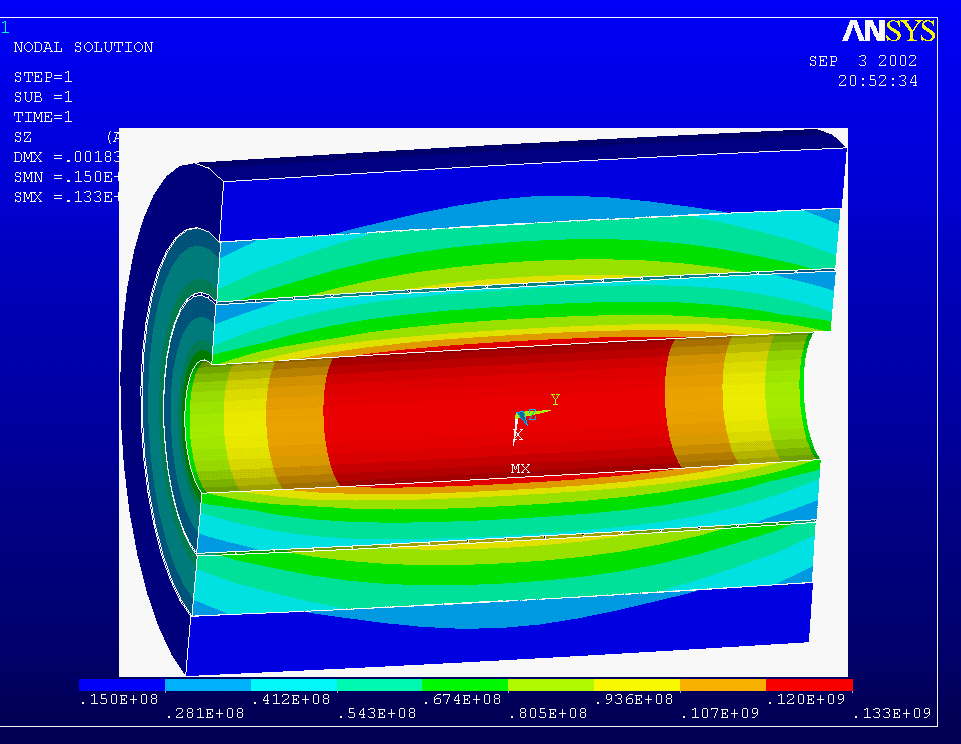 1
ANSYS
NODAL SOLUTION
SEP 3 2002
20:52:34
STEP=1
SUB =1
TIME=1
SZ (A
DMX =.00183
SMN =.150E+
SMX =.133E+
Y
Z
X
MX
.150E+08 .412E+08 .674E+08 .936E+08 .120E+09
.281E+08 .543E+08 .805E+08 .107E+09 .133E+09